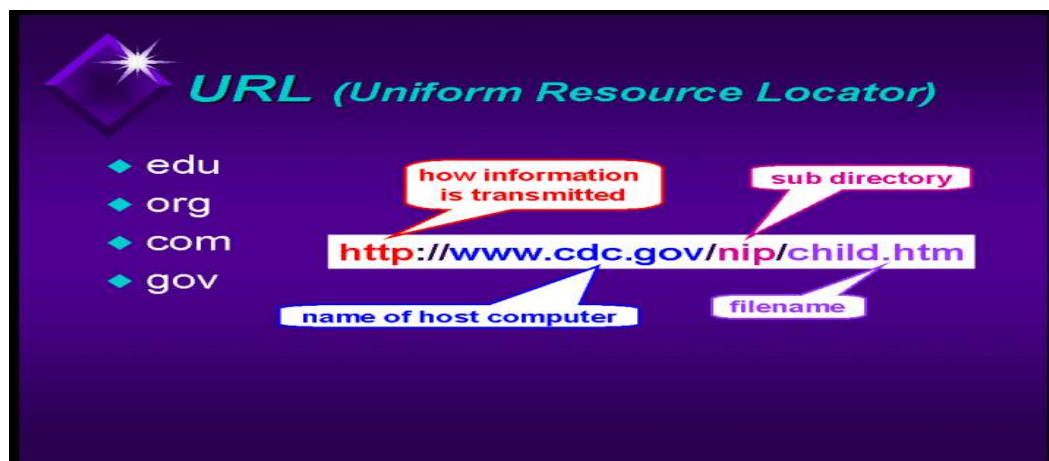 URL (Uniform Resource Locator)
edu
org
com
gov
how information
is transmitted
sub directory
http://www.cdc.gov/nip/child.htm
name of host computer
filename